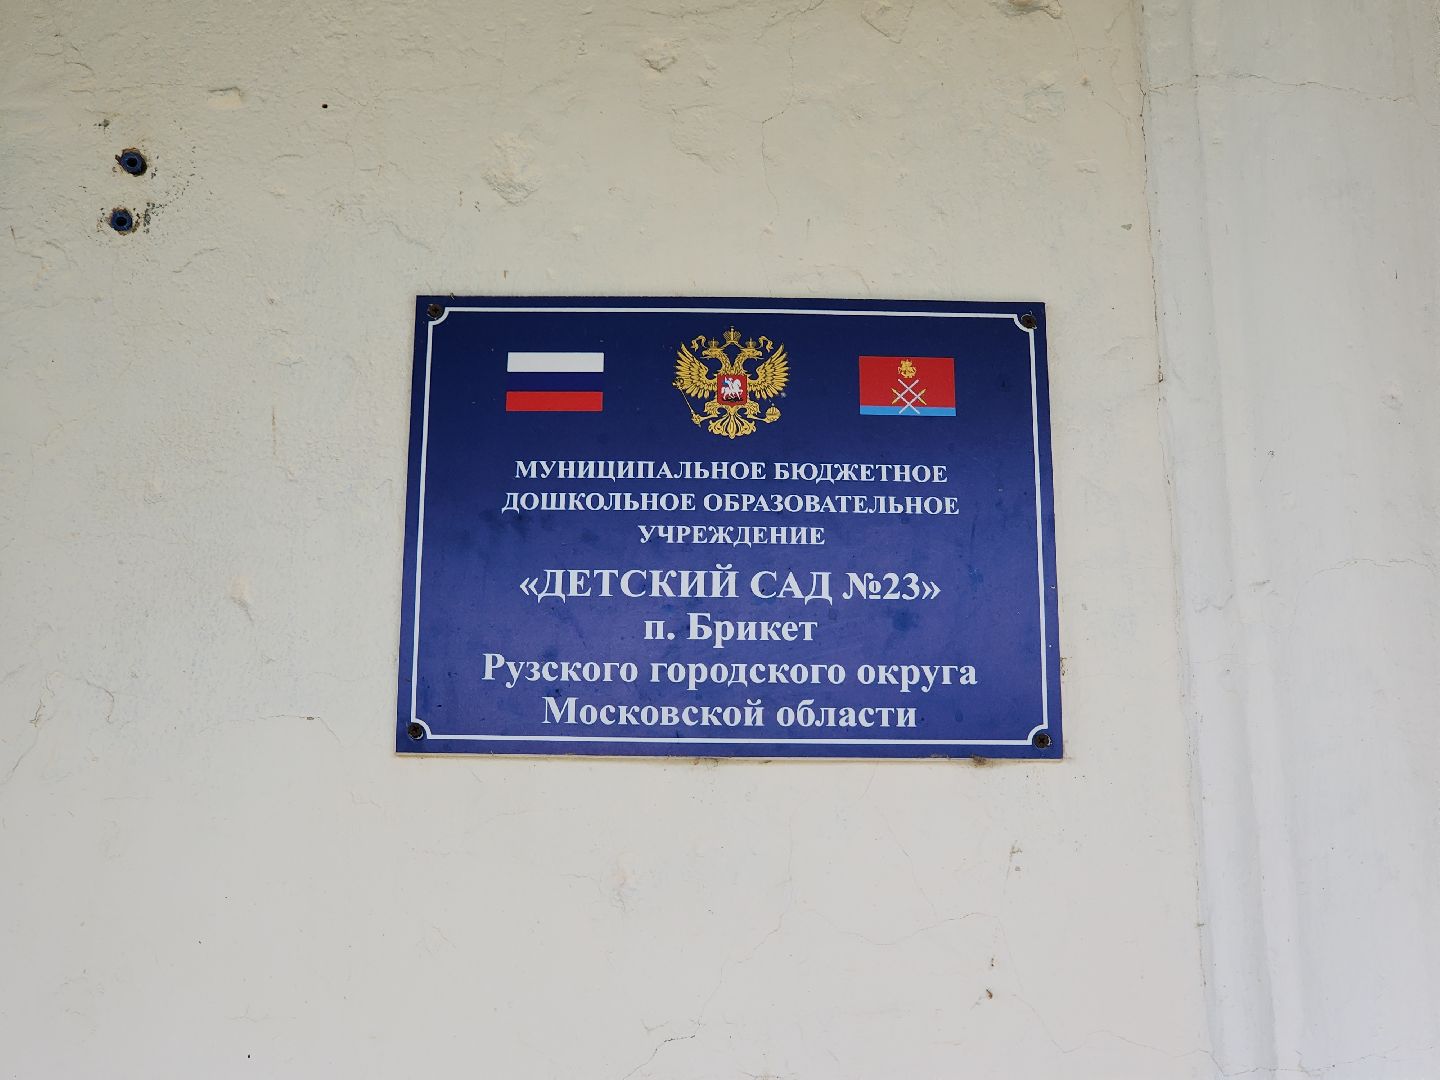 МУНИЦИПАЛЬНОЕ БЮДЖЕТНОЕ
ДОШКОЛЬНОЕ ОБРАЗОВАТЕЛЬНОЕ
УЧРЕЖДЕНИЕ
«ДЕТСКИЙ САД №23»
п. Брикет
Рузского городского округа
Московской области